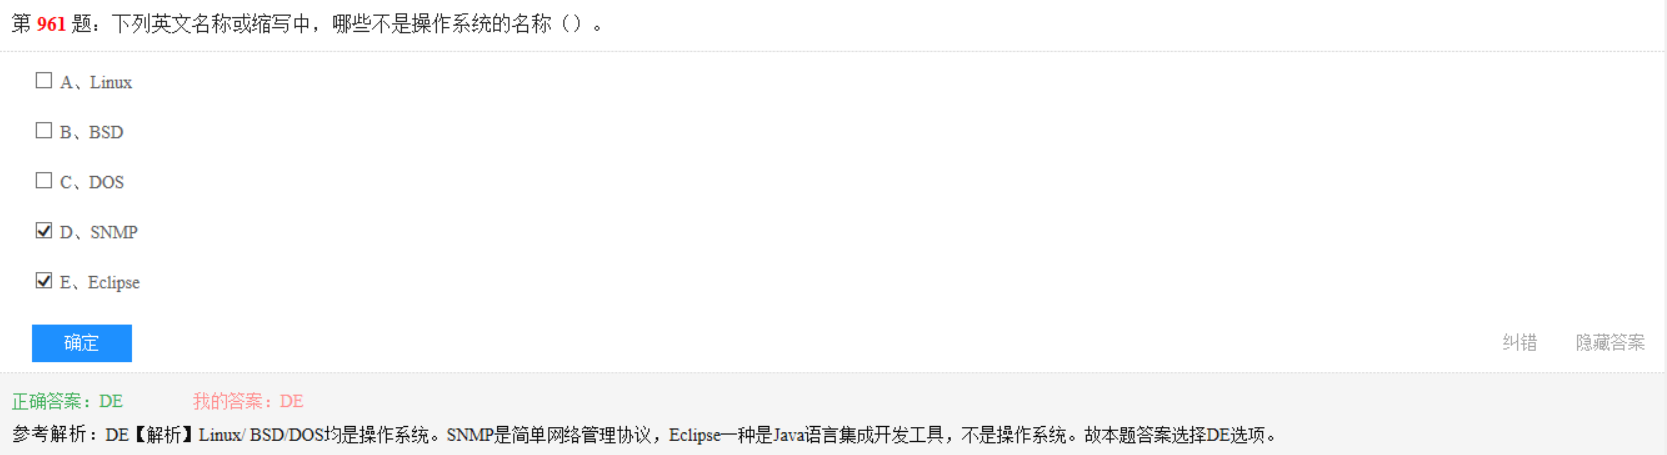 第 961 题：下列英文名称或缩写中，哪些不是操作系统的名称（）。
A、Linux
B、BSD
C、DOS
D、SNMP
E、Eclipse
确定
纠错 隐藏答案
正确答案：DE 我的答案：DE
参考解析：DE【解析】Linux/ BSD/DOS均是操作系统。SNMP是简单网络管理协议，Eclipse一种是Java语言集成开发工具，不是操作系统。故本题答案选择DE选项。